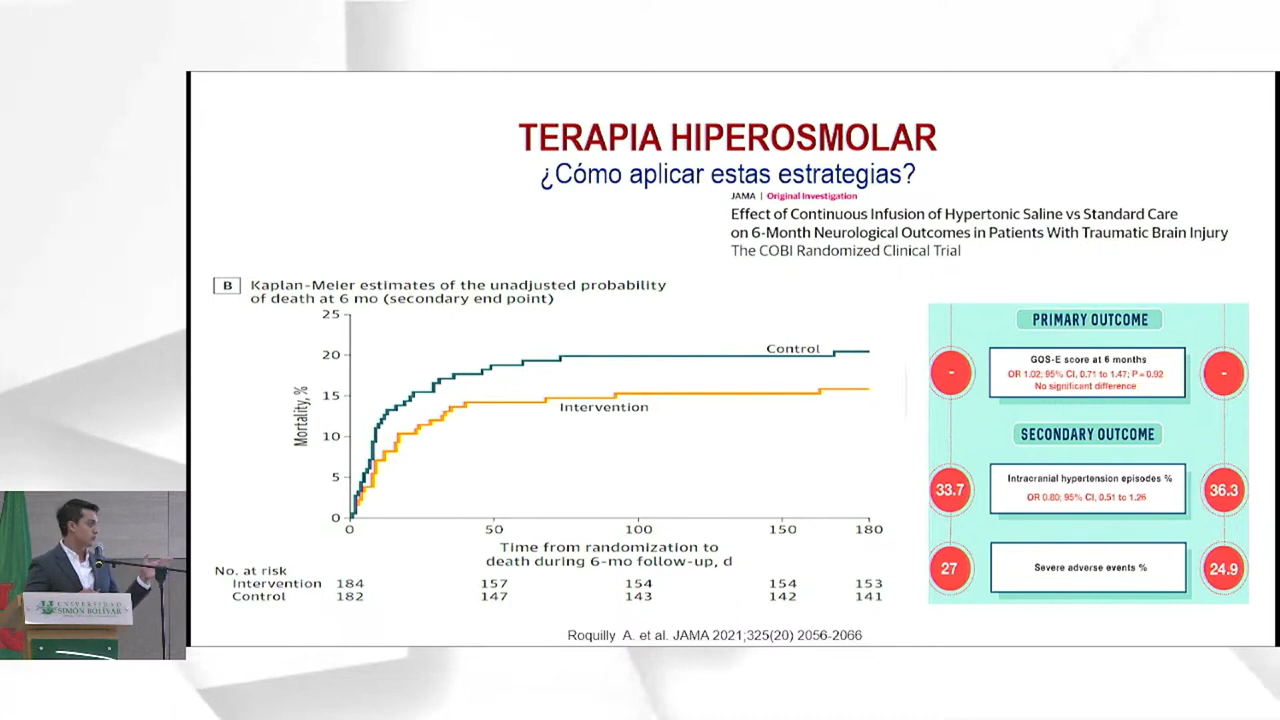 TERAPIA HIPEROSMOLAR
¿Cómo aplicar estas estrategias?
JAMA | Original Investigation
Effect of Continuous Infusion of Hypertonic Saline vs Standard Care
on 6-Month Neurological Outcomes in Patients With Traumatic Brain Injury
The COBI Randomized Clinical Trial
B Kaplan-Meier estimates of the unadjusted probability
of death at 6 mo (secondary end point)
25
20
15
10
5
0
Mortality, %
Control
Intervention
0 50 100 150 180
Time from randomization to
death during 6-mo follow-up, d
No. at risk
Intervention 184 157 154 154 153
Control 182 147 143 142 141
PRIMARY OUTCOME
GOS-E score at 6 months
OR 1.02; 95% CI, 0.71 to 1.47; P = 0.92
No significant difference
- -
SECONDARY OUTCOME
33.7 Intracranial hypertension episodes % 36.3
OR 0.80; 95% CI, 0.51 to 1.26
27 Severe adverse events % 24.9
Roquilly A. et al. JAMA 2021;325(20) 2056-2066
UNIVERSIDAD
SIMÓN BOLÍVAR